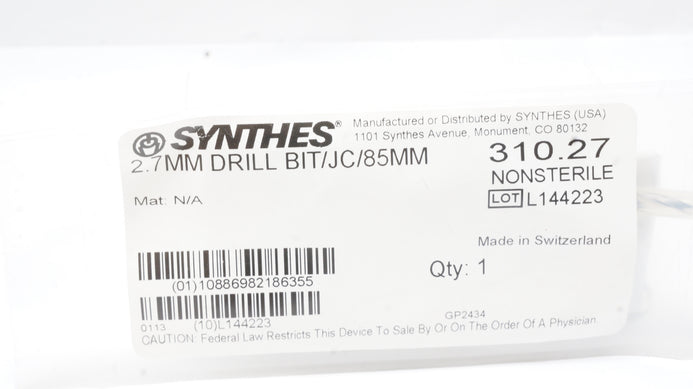 SYNTHES®
Manufactured or Distributed by SYNTHES (USA)
1101 Synthes Avenue, Monument, CO 80132
2.7MM DRILL BIT/JC/85MM
310.27
NONSTERILE
Mat: N/A
LOT L144223
Made in Switzerland
Qty: 1
(01)10886982186355
0113 (10)L144223
GP2434
CAUTION: Federal Law Restricts This Device To Sale By Or On The Order Of A Physician.